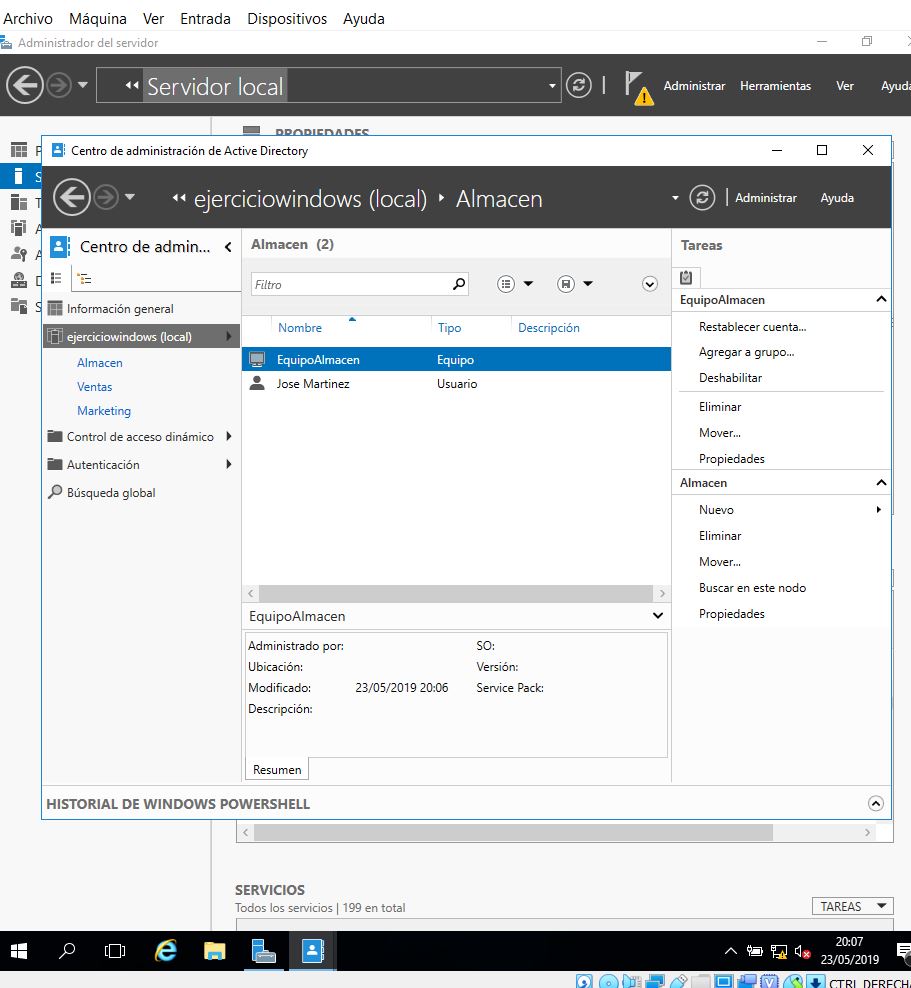 Archivo Máquina Ver Entrada Dispositivos Ayuda
Administrador del servidor
Servidor local
Administrar Herramientas Ver Ayuda
PROPIEDADES
Centro de administración de Active Directory
ejerciciowindows (local) Almacen
Administrar Ayuda
Centro de admin...
Información general
ejerciciowindows (local)
Almacen
Ventas
Marketing
Control de acceso dinámico
Autenticación
Búsqueda global
Almacen (2)
Filtro
Nombre Tipo Descripción
EquipoAlmacen Equipo
Jose Martinez Usuario
EquipoAlmacen
Administrado por: SO:
Ubicación: Versión:
Modificado: 23/05/2019 20:06 Service Pack:
Descripción:
Resumen
Tareas
EquipoAlmacen
Restablecer cuenta...
Agregar a grupo...
Deshabilitar
Eliminar
Mover...
Propiedades
Almacen
Nuevo
Eliminar
Mover...
Buscar en este nodo
Propiedades
HISTORIAL DE WINDOWS POWERSHELL
SERVICIOS
Todos los servicios | 199 en total
TAREAS
20:07
23/05/2019
CTRL DERECHA